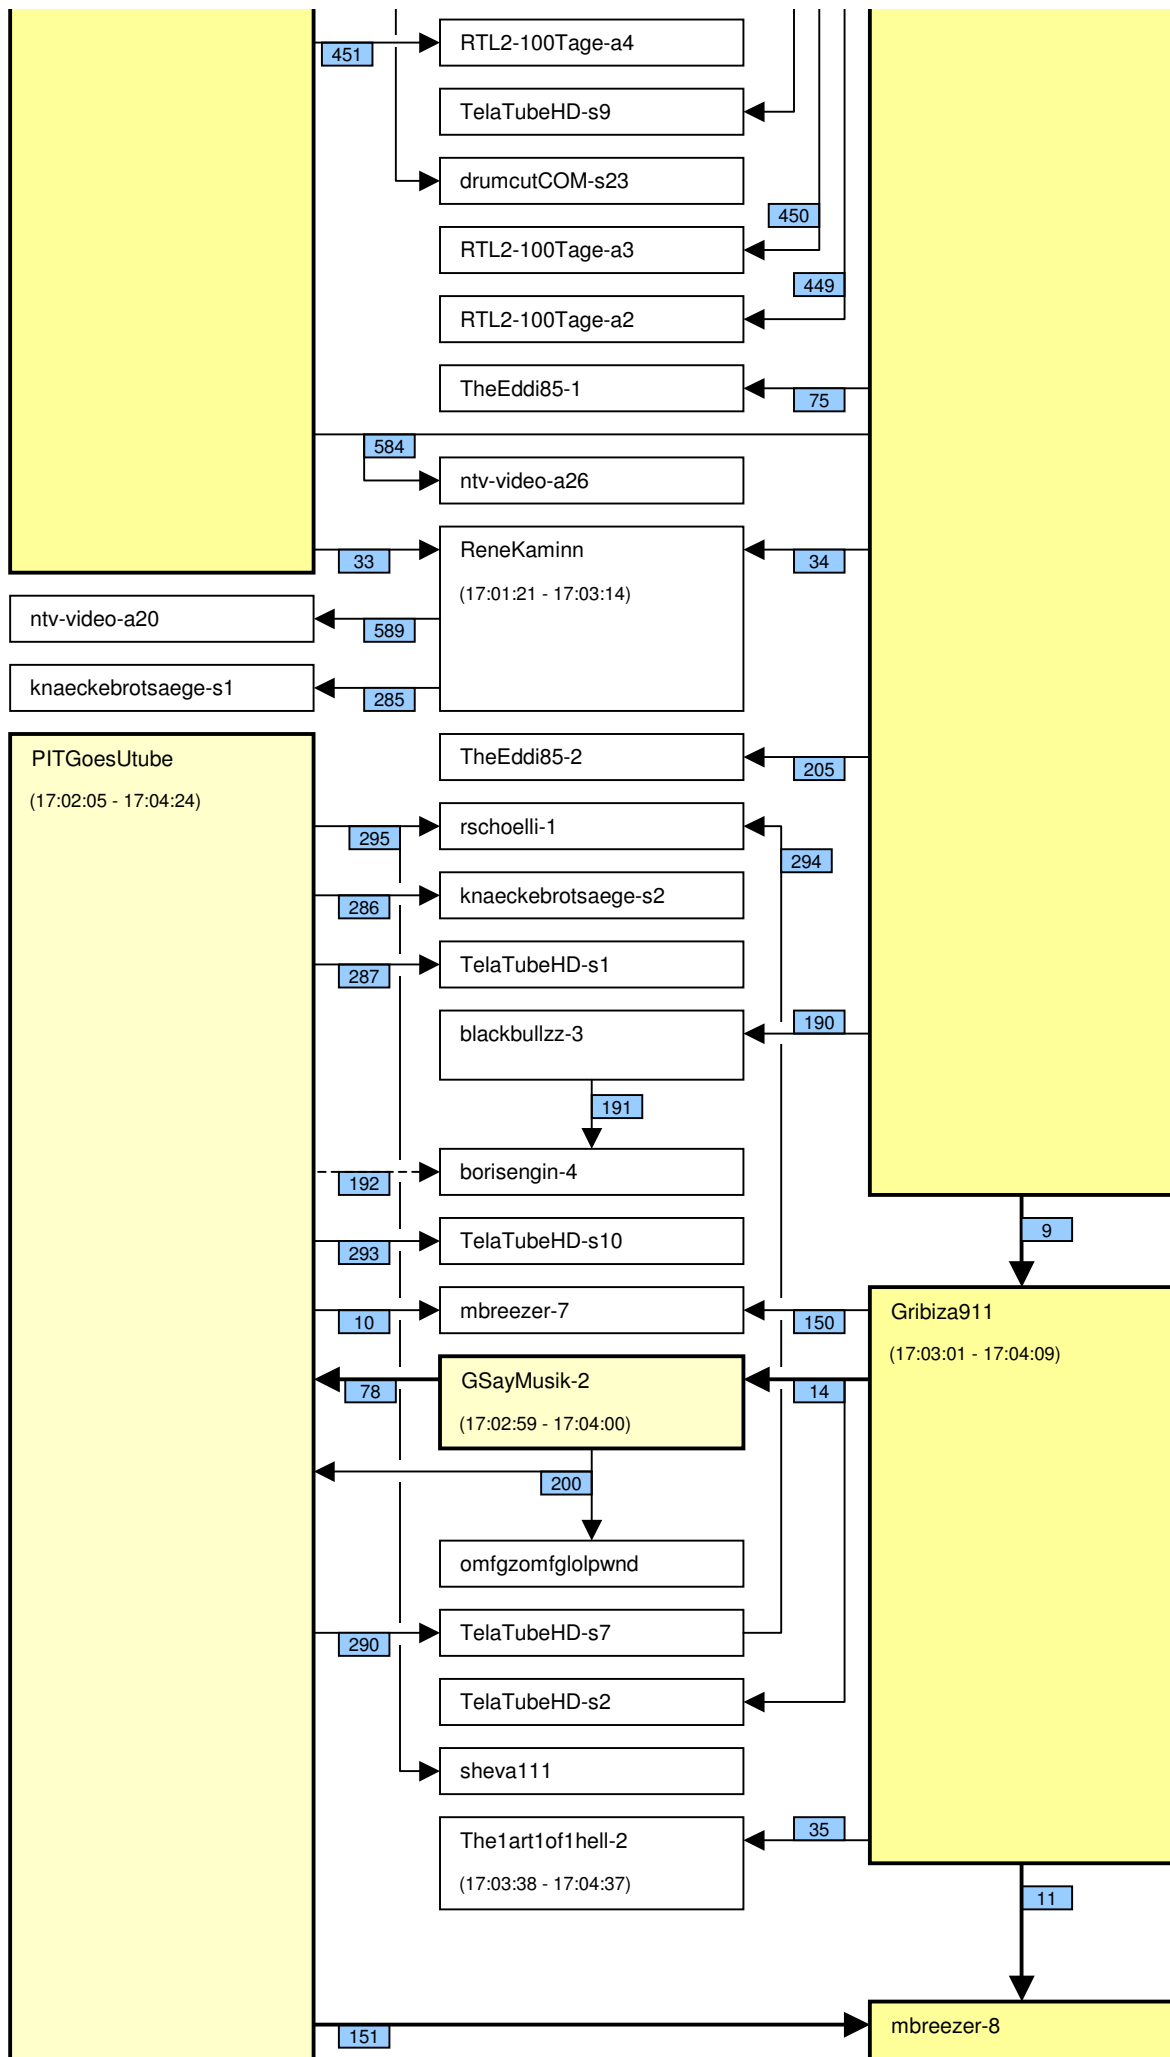 RTL2-100Tage-a4
451
TelaTubeHD-s9
drumcutCOM-s23
450
RTL2-100Tage-a3
449
RTL2-100Tage-a2
TheEddi85-1
75
584
ntv-video-a26
ReneKaminn
33
34
(17:01:21 - 17:03:14)
ntv-video-a20
589
knaeckebrotsaege-s1
285
PITGoesUtube
(17:02:05 - 17:04:24)
TheEddi85-2
205
rschoelli-1
295
294
knaeckebrotsaege-s2
286
TelaTubeHD-s1
287
blackbullzz-3
190
191
borisengin-4
192
TelaTubeHD-s10
293
9
mbreezer-7
10
150
Gribiza911
(17:03:01 - 17:04:09)
GSayMusik-2
78
14
(17:02:59 - 17:04:00)
200
omfgzomfglolpwnd
TelaTubeHD-s7
290
TelaTubeHD-s2
sheva111
The1art1of1hell-2
35
(17:03:38 - 17:04:37)
11
151
mbreezer-8